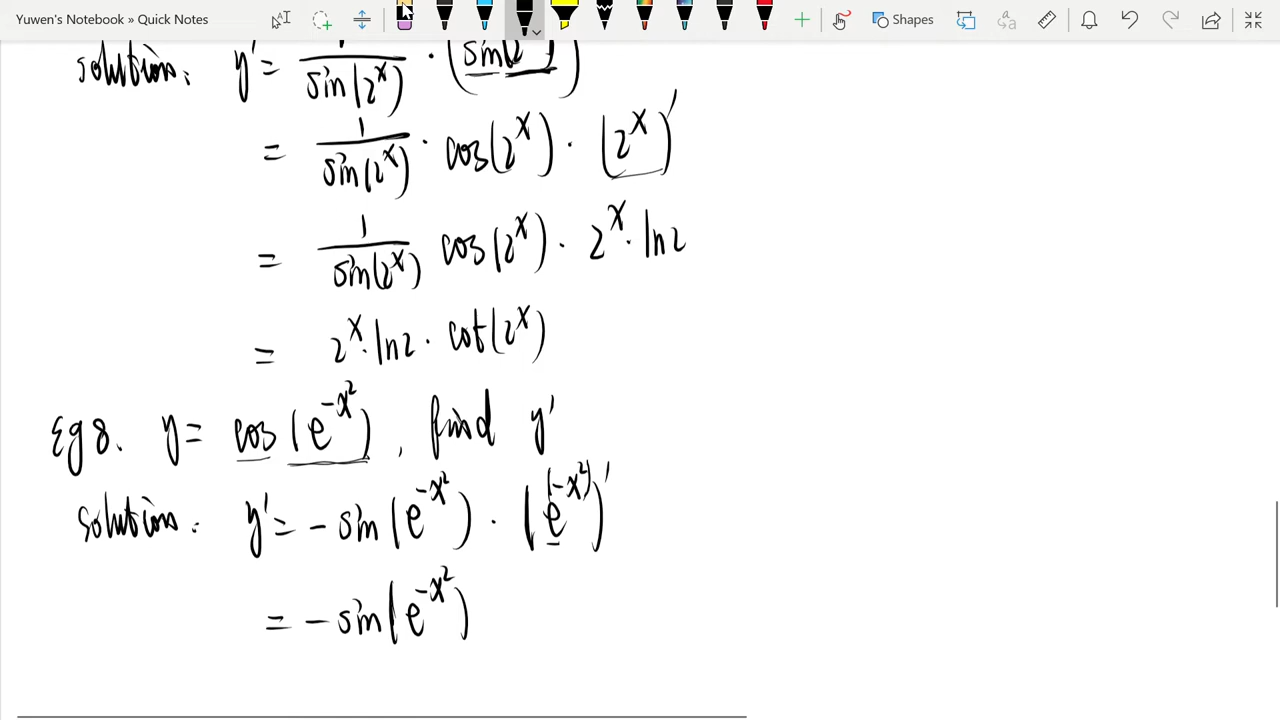 Yuwen's Notebook » Quick Notes
Shapes
solution: y' = 1/sin(2^x) · (sin(2^x))
= 1/sin(2^x) · cos(2^x) · (2^x)'
= 1/sin(2^x) cos(2^x) · 2^x · ln2
= 2^x · ln2 · cot(2^x)
Eg 8. y = cos(e^{-x^2}), find y'
solution: y' = -sin(e^{-x^2}) · (e^{(-x^2)})'
= -sin(e^{-x^2})